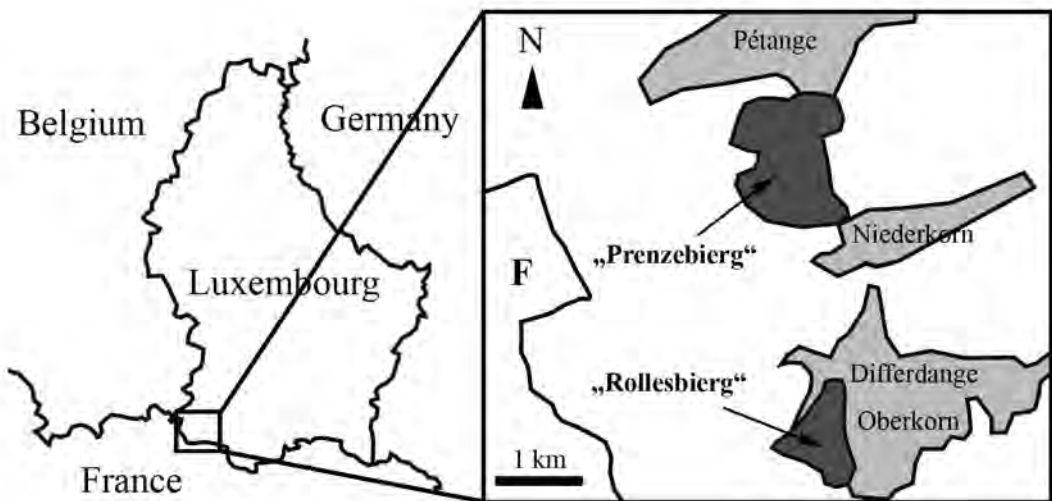 Belgium
Germany
Luxembourg
France
N
Pétange
Niederkorn
„Prenzebierg“
F
Differdange
„Rollesbierg“
Oberkorn
1 km